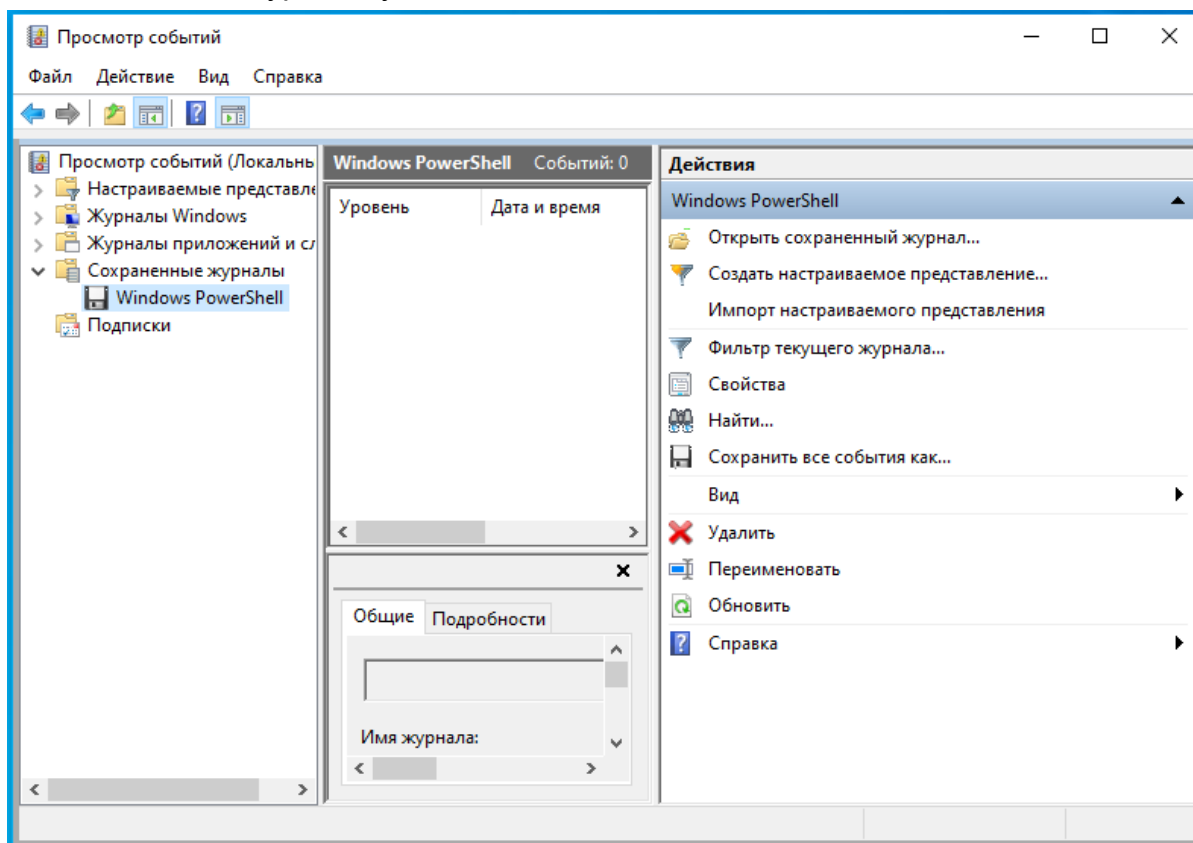 Просмотр событий
Файл Действие Вид Справка
Просмотр событий (Локальнь
Настраиваемые представле
Журналы Windows
Журналы приложений и сл
Сохраненные журналы
Windows PowerShell
Подписки
Windows PowerShell Событий: 0
Уровень Дата и время
Общие Подробности
Имя журнала:
Действия
Windows PowerShell
Открыть сохраненный журнал...
Создать настраиваемое представление...
Импорт настраиваемого представления
Фильтр текущего журнала...
Свойства
Найти...
Сохранить все события как...
Вид
Удалить
Переименовать
Обновить
Справка